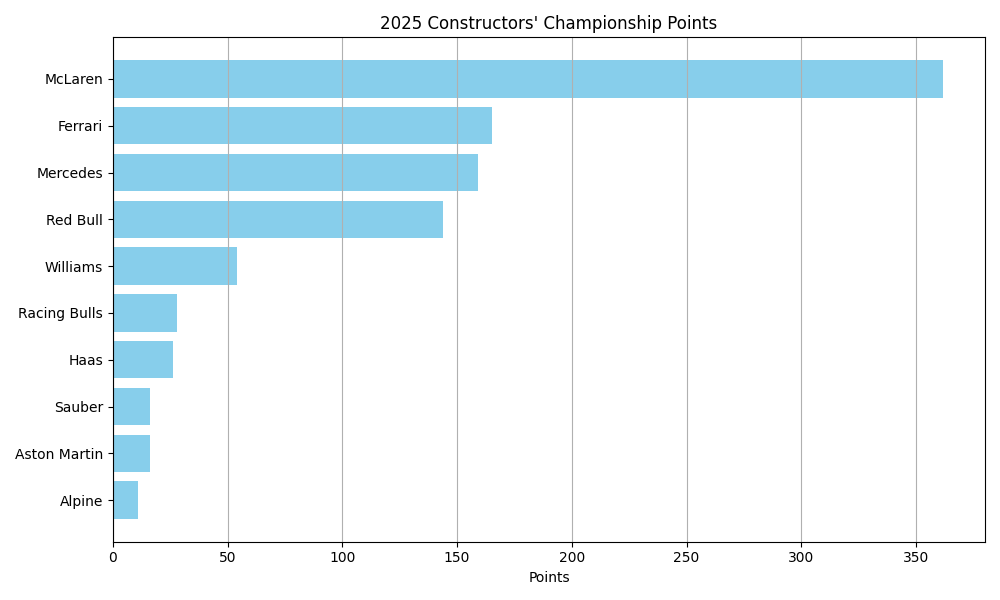 2025 Constructors' Championship Points
McLaren
Ferrari
Mercedes
Red Bull
Williams
Racing Bulls
Haas
Sauber
Aston Martin
Alpine
0 50 100 150 200 250 300 350
Points